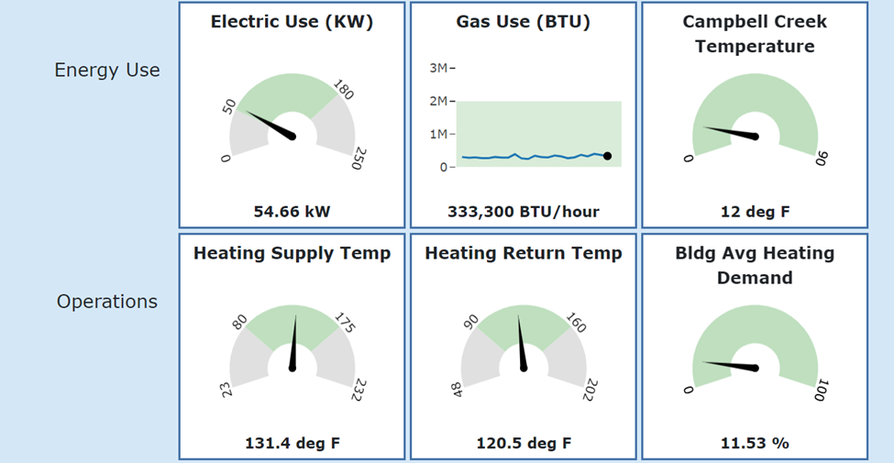 Energy Use
Electric Use (KW)
0
50
180
250
54.66 kW
Gas Use (BTU)
3M
2M
1M
0
333,300 BTU/hour
Campbell Creek
Temperature
0
90
12 deg F
Operations
Heating Supply Temp
23
80
175
232
131.4 deg F
Heating Return Temp
48
90
160
202
120.5 deg F
Bldg Avg Heating
Demand
0
100
11.53 %